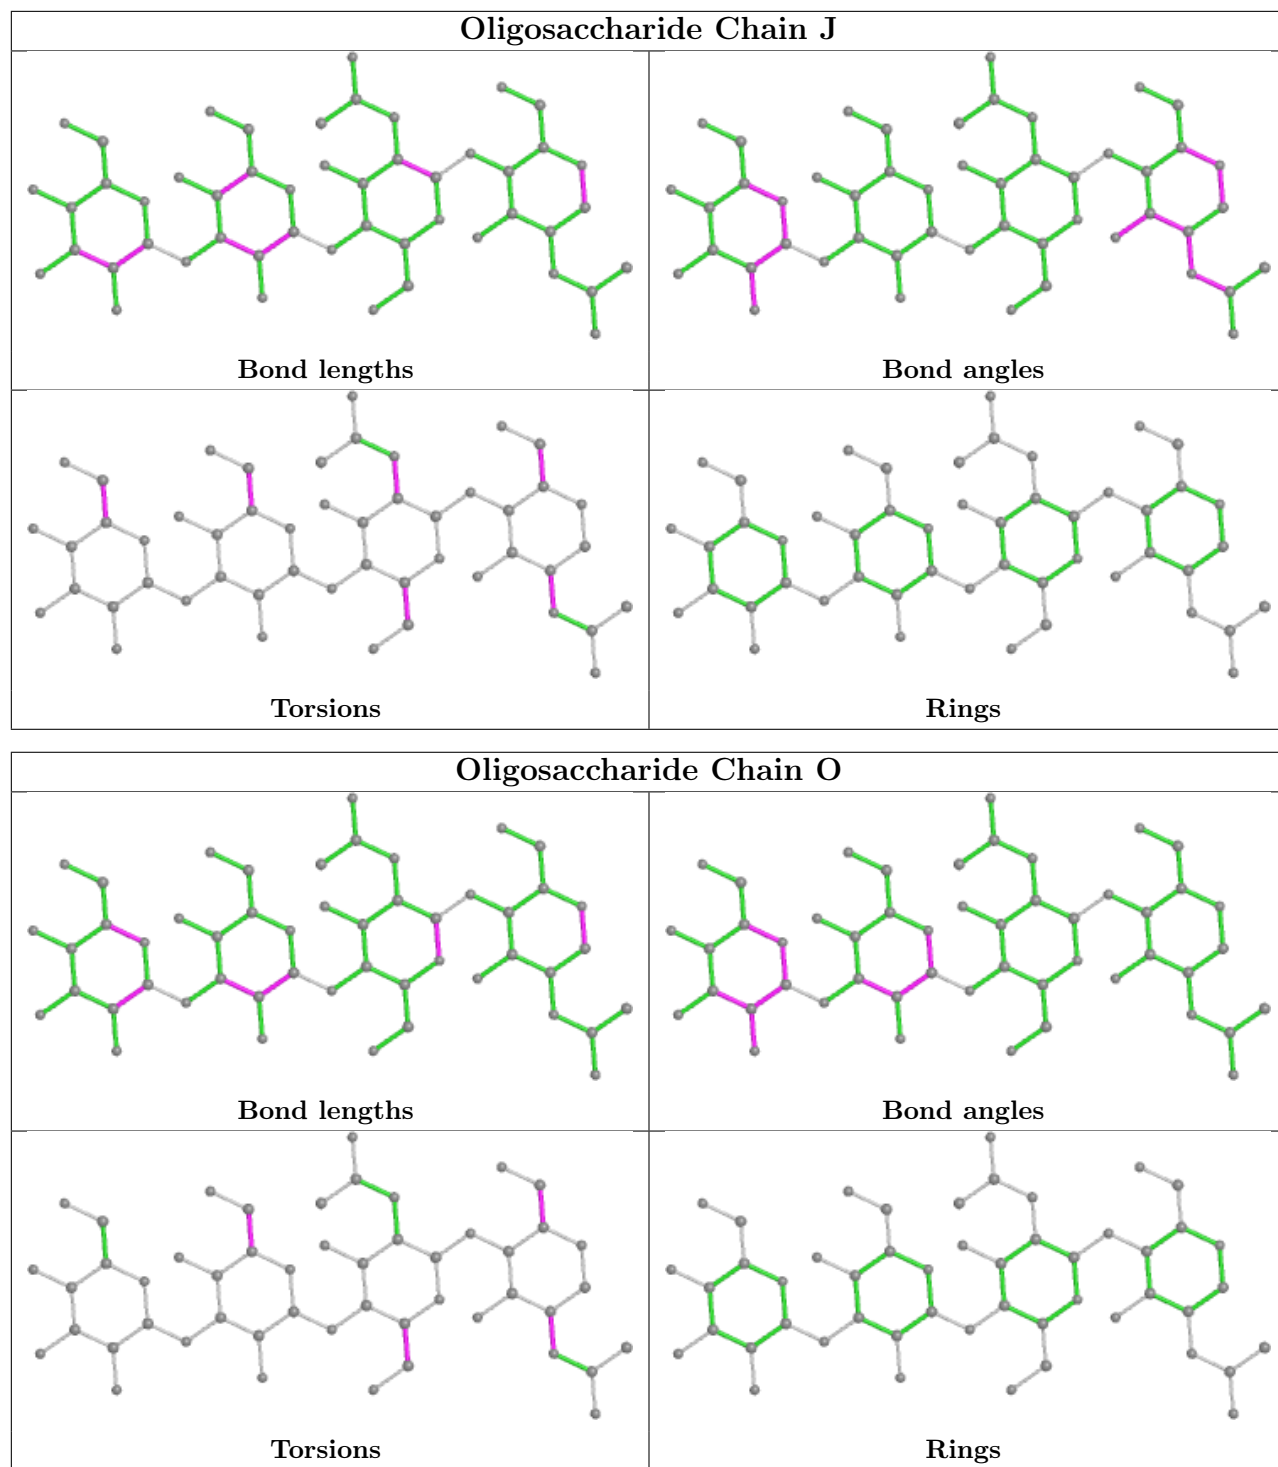 Oligosaccharide Chain J
Bond lengths
Bond angles
Torsions
Rings
Oligosaccharide Chain O
Bond lengths
Bond angles
Torsions
Rings